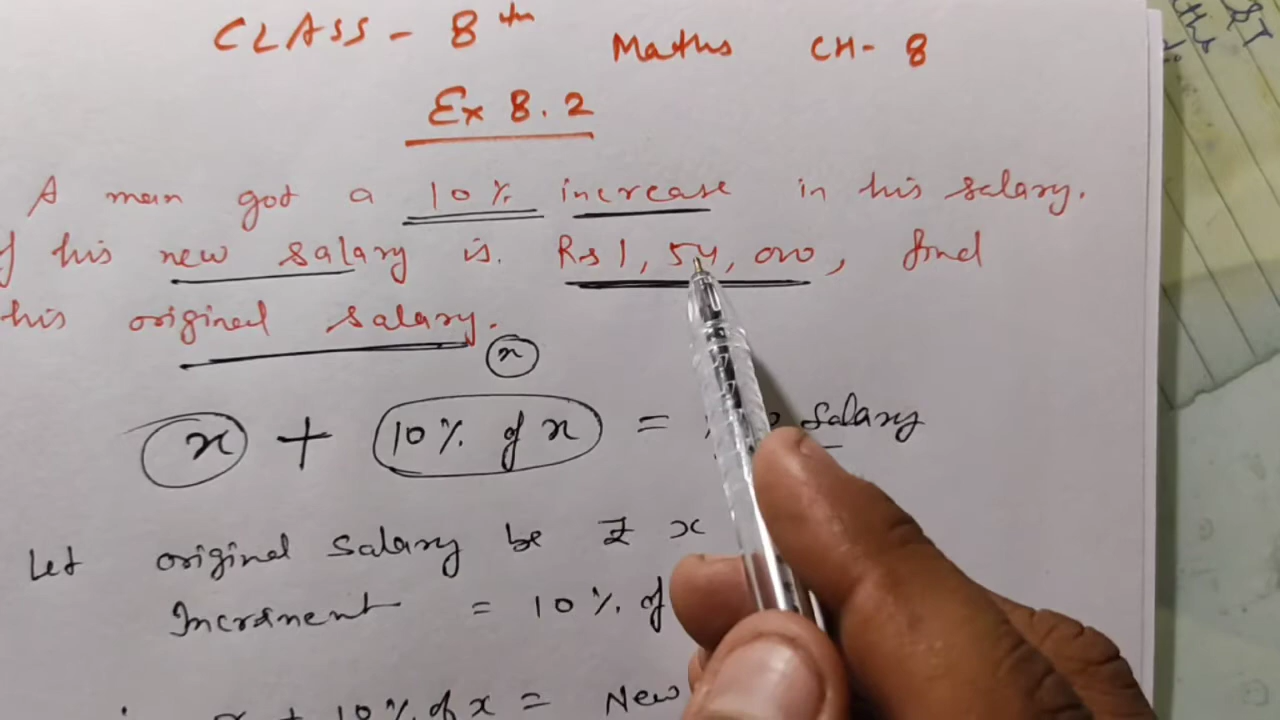 CLASS - 8th Maths CH- 8
Ex 8.2
A man got a 10% increase in his salary.
his new salary is. Rs 1,54,000, find
his original salary.
x
x + 10% of x = salary
Let original salary be ₹ x
Increment = 10% of
x + 10% of x = New